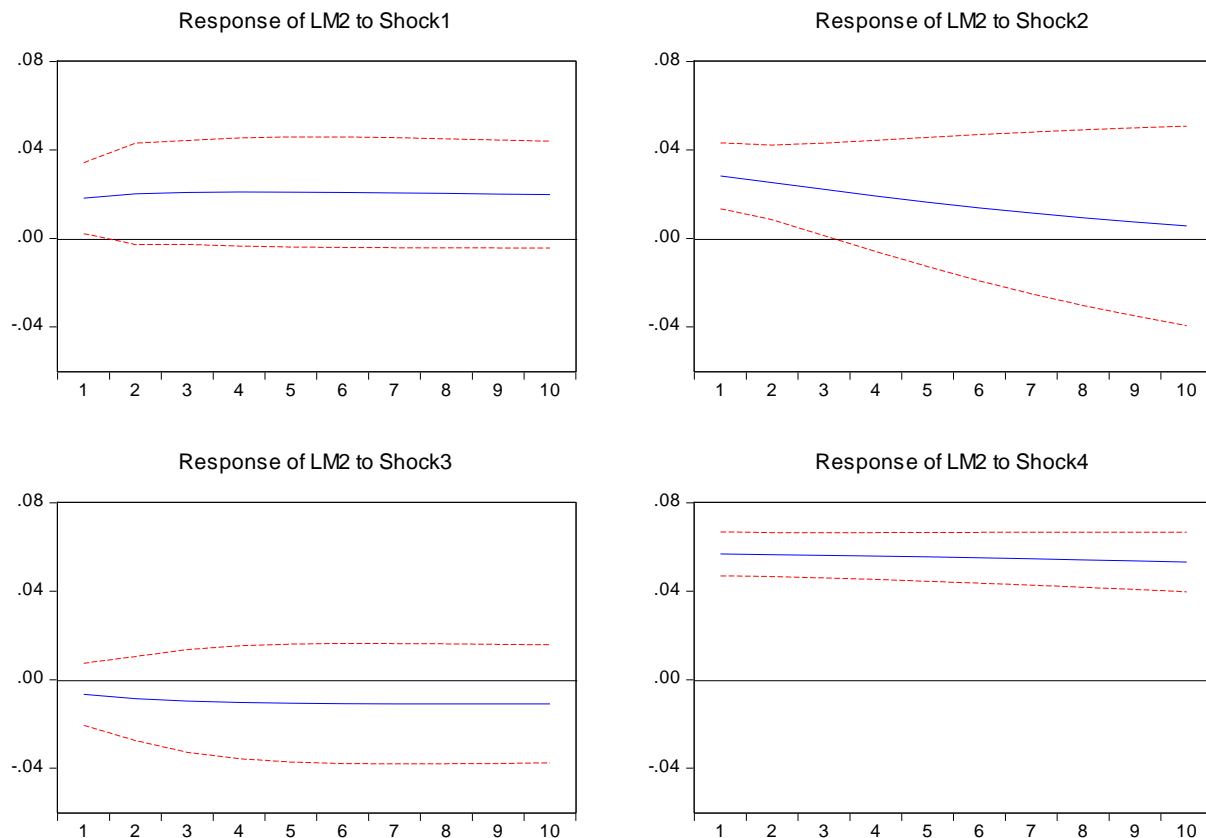 Response of LM2 to Shock1
.08
.04
.00
-.04
1 2 3 4 5 6 7 8 9 10
Response of LM2 to Shock2
.08
.04
.00
-.04
1 2 3 4 5 6 7 8 9 10
Response of LM2 to Shock3
.08
.04
.00
-.04
1 2 3 4 5 6 7 8 9 10
Response of LM2 to Shock4
.08
.04
.00
-.04
1 2 3 4 5 6 7 8 9 10